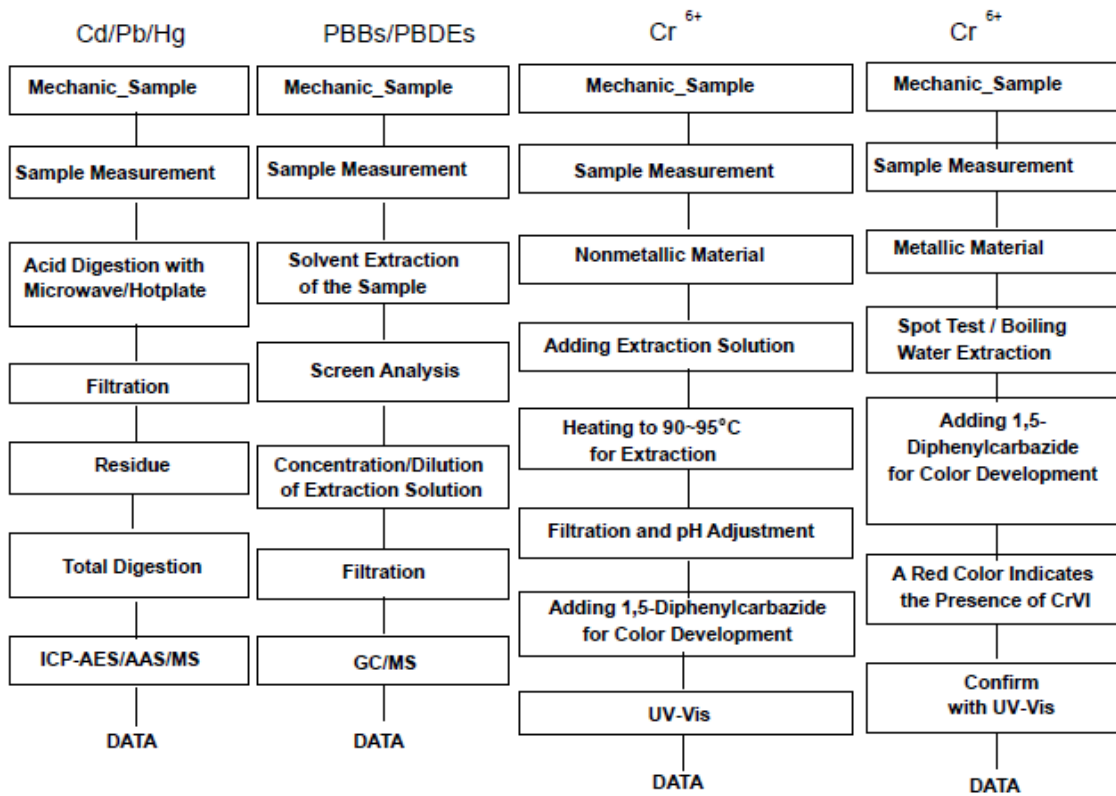 Cd/Pb/Hg
Mechanic_Sample
Sample Measurement
Acid Digestion with
Microwave/Hotplate
Filtration
Residue
Total Digestion
ICP-AES/AAS/MS
DATA
PBBs/PBDEs
Mechanic_Sample
Sample Measurement
Solvent Extraction
of the Sample
Screen Analysis
Concentration/Dilution
of Extraction Solution
Filtration
GC/MS
DATA
Cr 6+
Mechanic_Sample
Sample Measurement
Nonmetallic Material
Adding Extraction Solution
Heating to 90~95°C
for Extraction
Filtration and pH Adjustment
Adding 1,5-Diphenylcarbazide
for Color Development
UV-Vis
DATA
Cr 6+
Mechanic_Sample
Sample Measurement
Metallic Material
Spot Test / Boiling
Water Extraction
Adding 1,5-
Diphenylcarbazide
for Color Development
A Red Color Indicates
the Presence of CrVI
Confirm
with UV-Vis
DATA